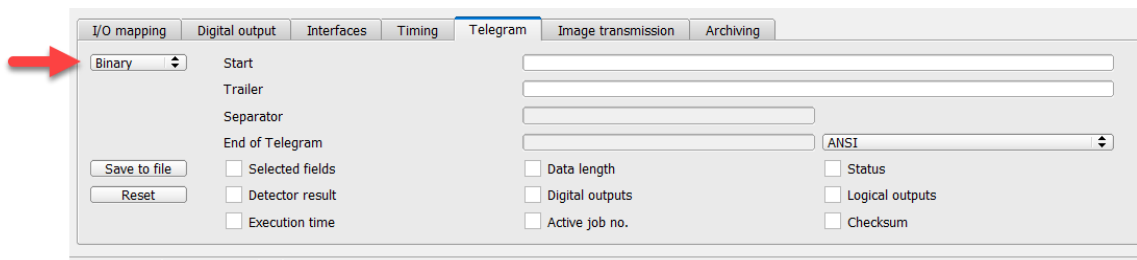 I/O mapping Digital output Interfaces Timing Telegram Image transmission Archiving
Binary Start
Trailer
Separator
End of Telegram ANSI
Save to file Selected fields Data length Status
Reset Detector result Digital outputs Logical outputs
Execution time Active job no. Checksum